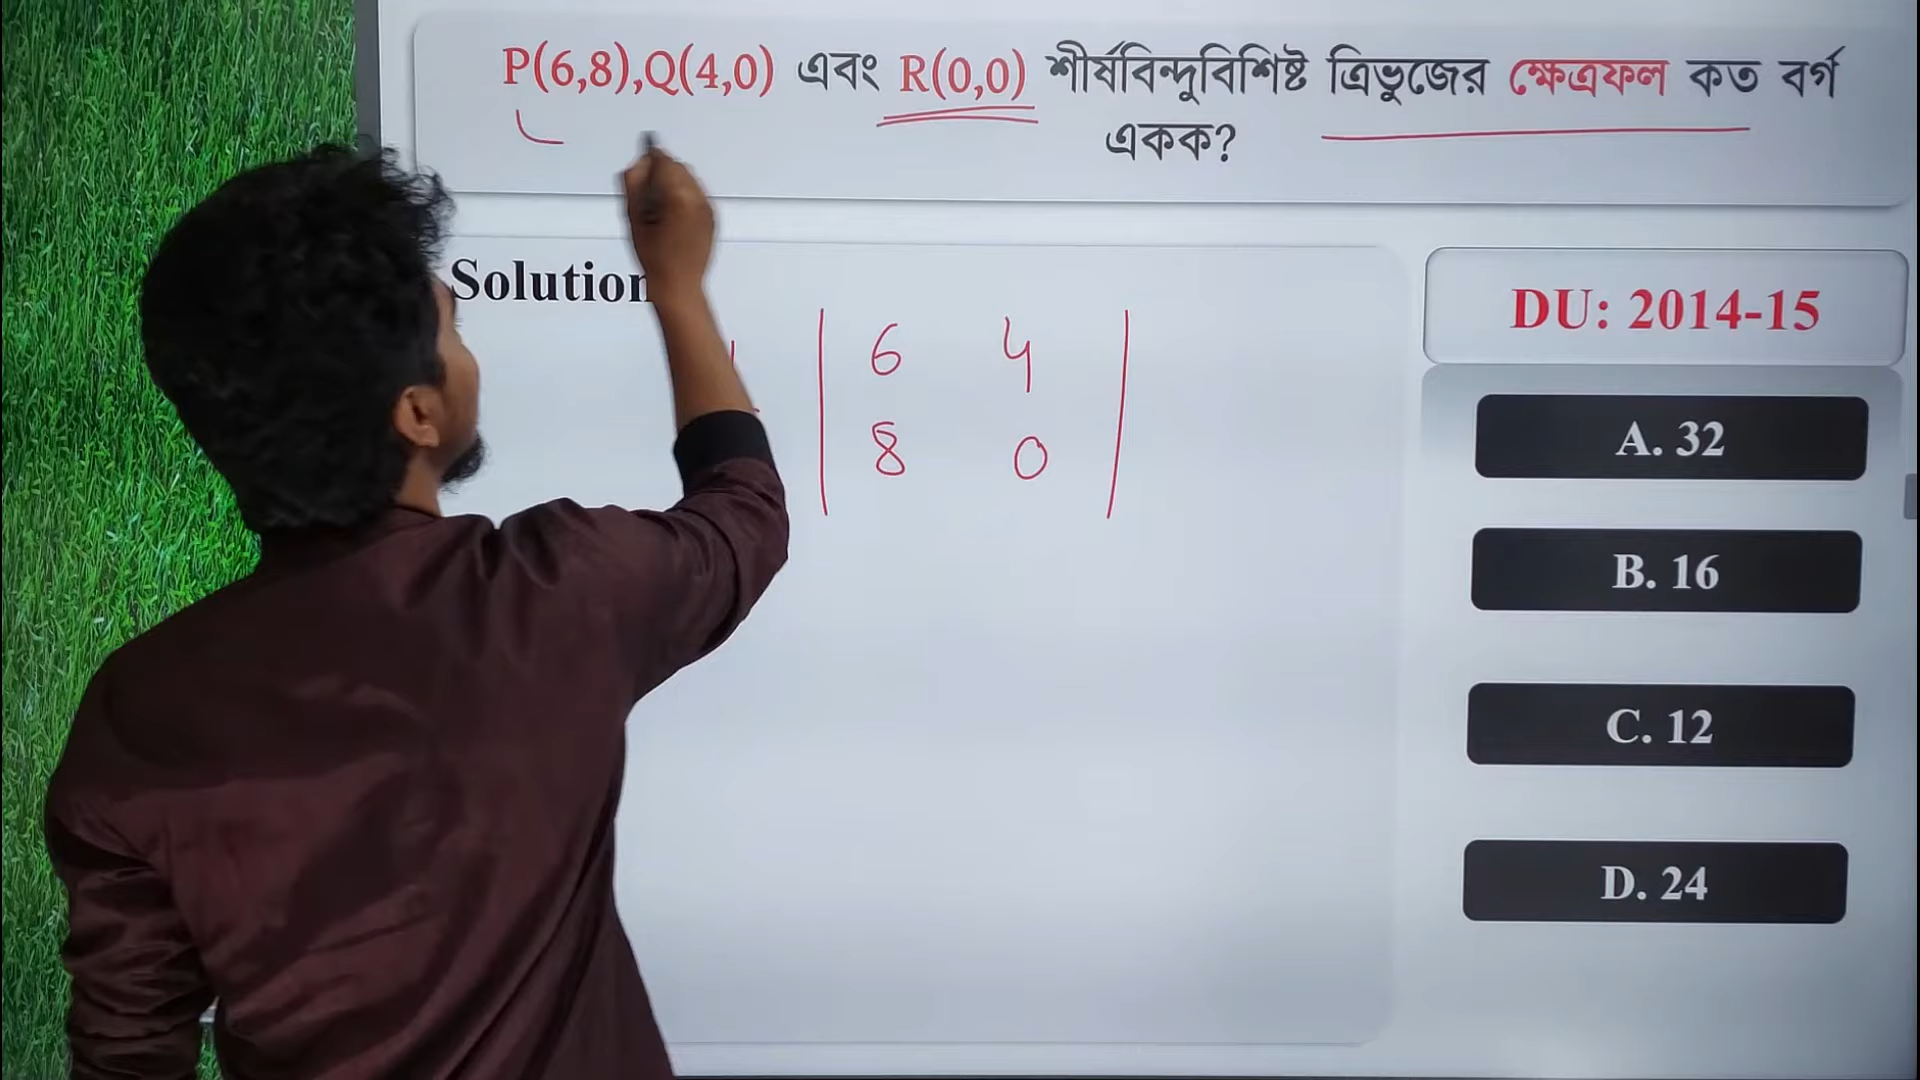 P(6,8),Q(4,0) এবং R(0,0) শীর্ষবিন্দুবিশিষ্ট ত্রিভুজের ক্ষেত্রফল কত বর্গ
একক?
Solution
6 4
8 0
DU: 2014-15
A. 32
B. 16
C. 12
D. 24